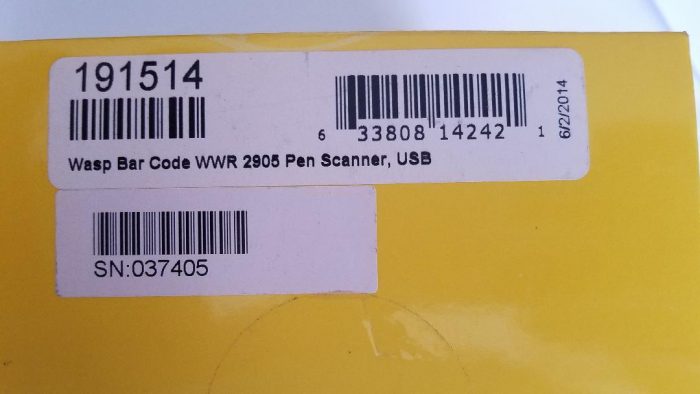 191514
6 33808 14242 1
6/2/2014
Wasp Bar Code WWR 2905 Pen Scanner, USB
SN:037405